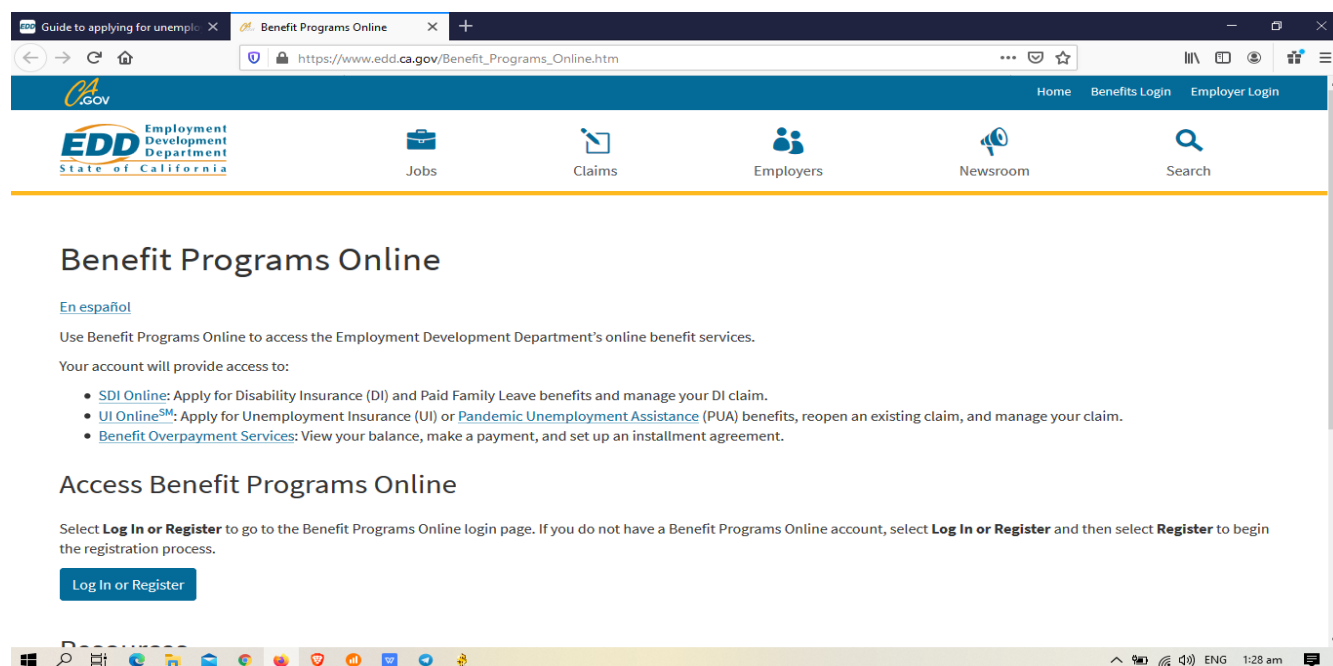 Guide to applying for unemplo
Benefit Programs Online
https://www.edd.ca.gov/Benefit_Programs_Online.htm
CA.GOV
Home Benefits Login Employer Login
EDD Employment
Development
Department
State of California
Jobs Claims Employers Newsroom Search
Benefit Programs Online
En español
Use Benefit Programs Online to access the Employment Development Department's online benefit services.
Your account will provide access to:
• SDI Online: Apply for Disability Insurance (DI) and Paid Family Leave benefits and manage your DI claim.
• UI Online℠: Apply for Unemployment Insurance (UI) or Pandemic Unemployment Assistance (PUA) benefits, reopen an existing claim, and manage your claim.
• Benefit Overpayment Services: View your balance, make a payment, and set up an installment agreement.
Access Benefit Programs Online
Select Log In or Register to go to the Benefit Programs Online login page. If you do not have a Benefit Programs Online account, select Log In or Register and then select Register to begin
the registration process.
Log In or Register
ENG 1:28 am